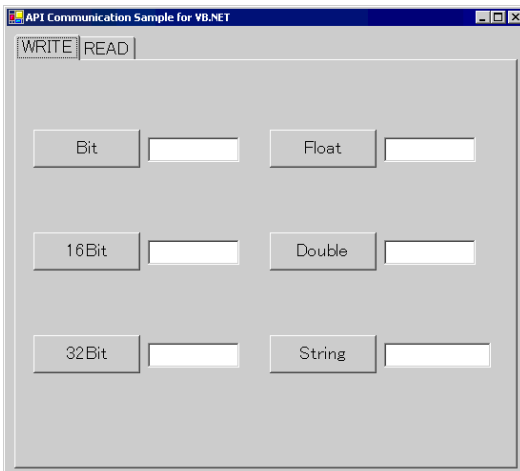 API Communication Sample for VB.NET
WRITE READ
Bit Float
16Bit Double
32Bit String